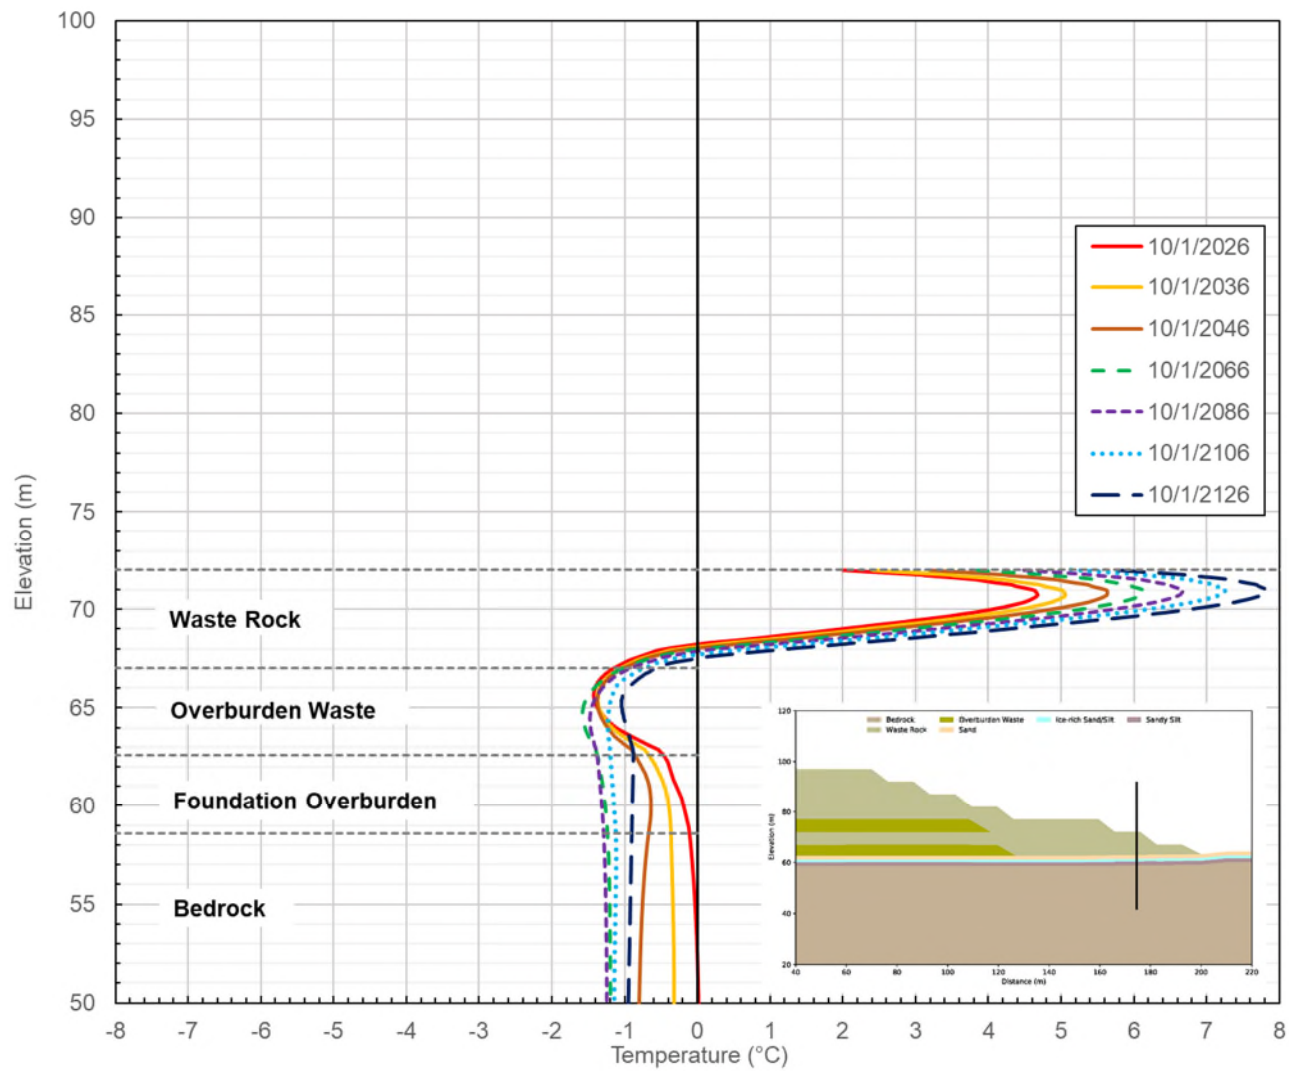 100
95
90
85
80
75
70
65
60
55
50
Elevation (m)
10/1/2026
10/1/2036
10/1/2046
10/1/2066
10/1/2086
10/1/2106
10/1/2126
Waste Rock
Overburden Waste
Foundation Overburden
Bedrock
Bedrock Overburden Waste Ice-rich Sand/Silt Sandy Silt
Waste Rock Sand
120
100
80
60
40
20
Elevation (m)
40 60 80 100 120 140 160 180 200 220
Distance (m)
-8 -7 -6 -5 -4 -3 -2 -1 0 1 2 3 4 5 6 7 8
Temperature (°C)